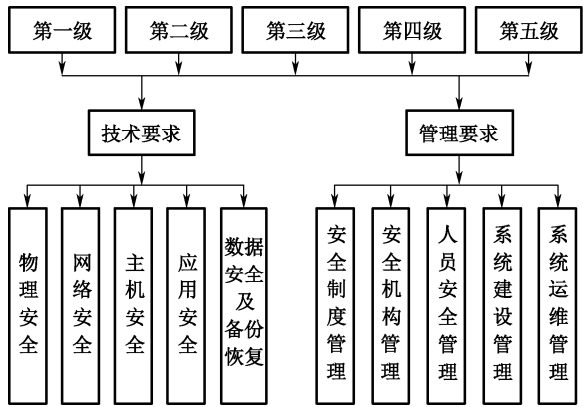 第一级
第二级
第三级
第四级
第五级
技术要求
管理要求
物理安全
网络安全
主机安全
应用安全
数据
安全
及
备份
恢复
安全制度管理
安全机构管理
人员安全管理
系统建设管理
系统运维管理